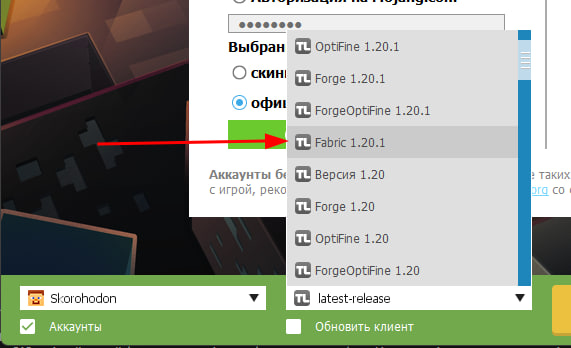 Авторизация на Mojang.com
●●●●●●●●
Выбран
OptiFine 1.20.1
скин
Forge 1.20.1
офиц
ForgeOptiFine 1.20.1
Fabric 1.20.1
Версия 1.20
Forge 1.20
OptiFine 1.20
ForgeOptiFine 1.20
Аккаунты бе
таких
с игрой, реко
org со с
Skorohodon
latest-release
Аккаунты
Обновить клиент